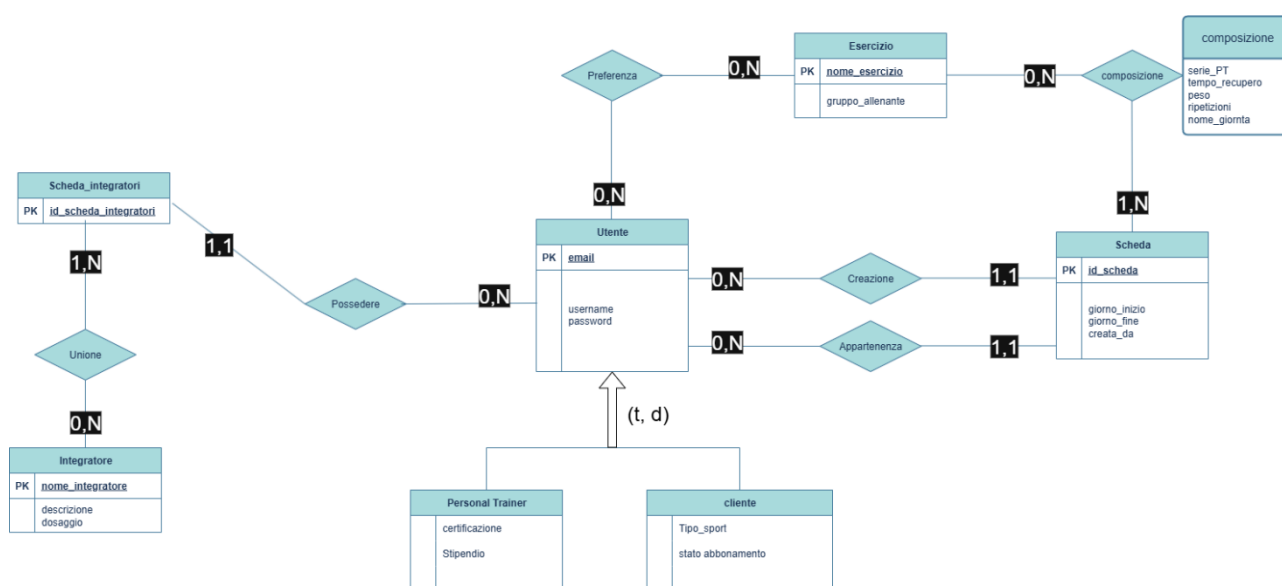 composizione
serie_PT
tempo_recupero
peso
ripetizioni
nome_giornta
Esercizio
PK nome_esercizio
gruppo_allenante
Preferenza
0,N
0,N
composizione
0,N
1,N
Scheda_integratori
PK id_scheda_integratori
1,1
1,N
Possedere
0,N
Utente
PK email
username
password
0,N
Creazione
1,1
0,N
Appartenenza
1,1
Scheda
PK id_scheda
giorno_inizio
giorno_fine
creata_da
Unione
0,N
Integratore
PK nome_integratore
descrizione
dosaggio
(t, d)
Personal Trainer
certificazione
Stipendio
cliente
Tipo_sport
stato abbonamento